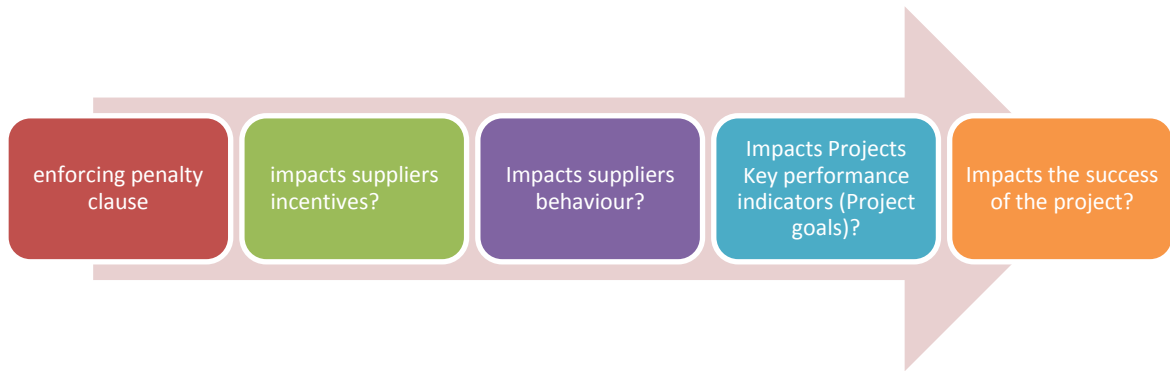 enforcing penalty
clause
impacts suppliers
incentives?
Impacts suppliers
behaviour?
Impacts Projects
Key performance
indicators (Project
goals)?
Impacts the success
of the project?